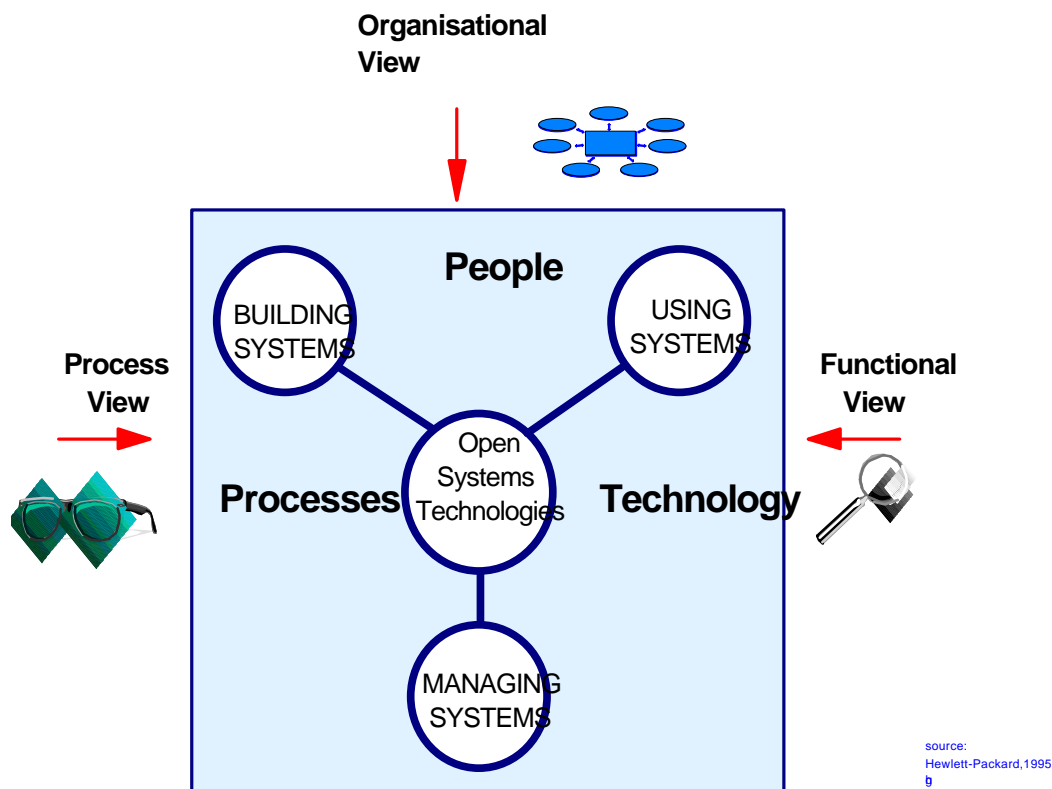 Organisational
View
People
BUILDING
SYSTEMS
USING
SYSTEMS
Process
View
Functional
View
Open
Systems
Technologies
Processes
Technology
MANAGING
SYSTEMS
source:
Hewlett-Packard,1995